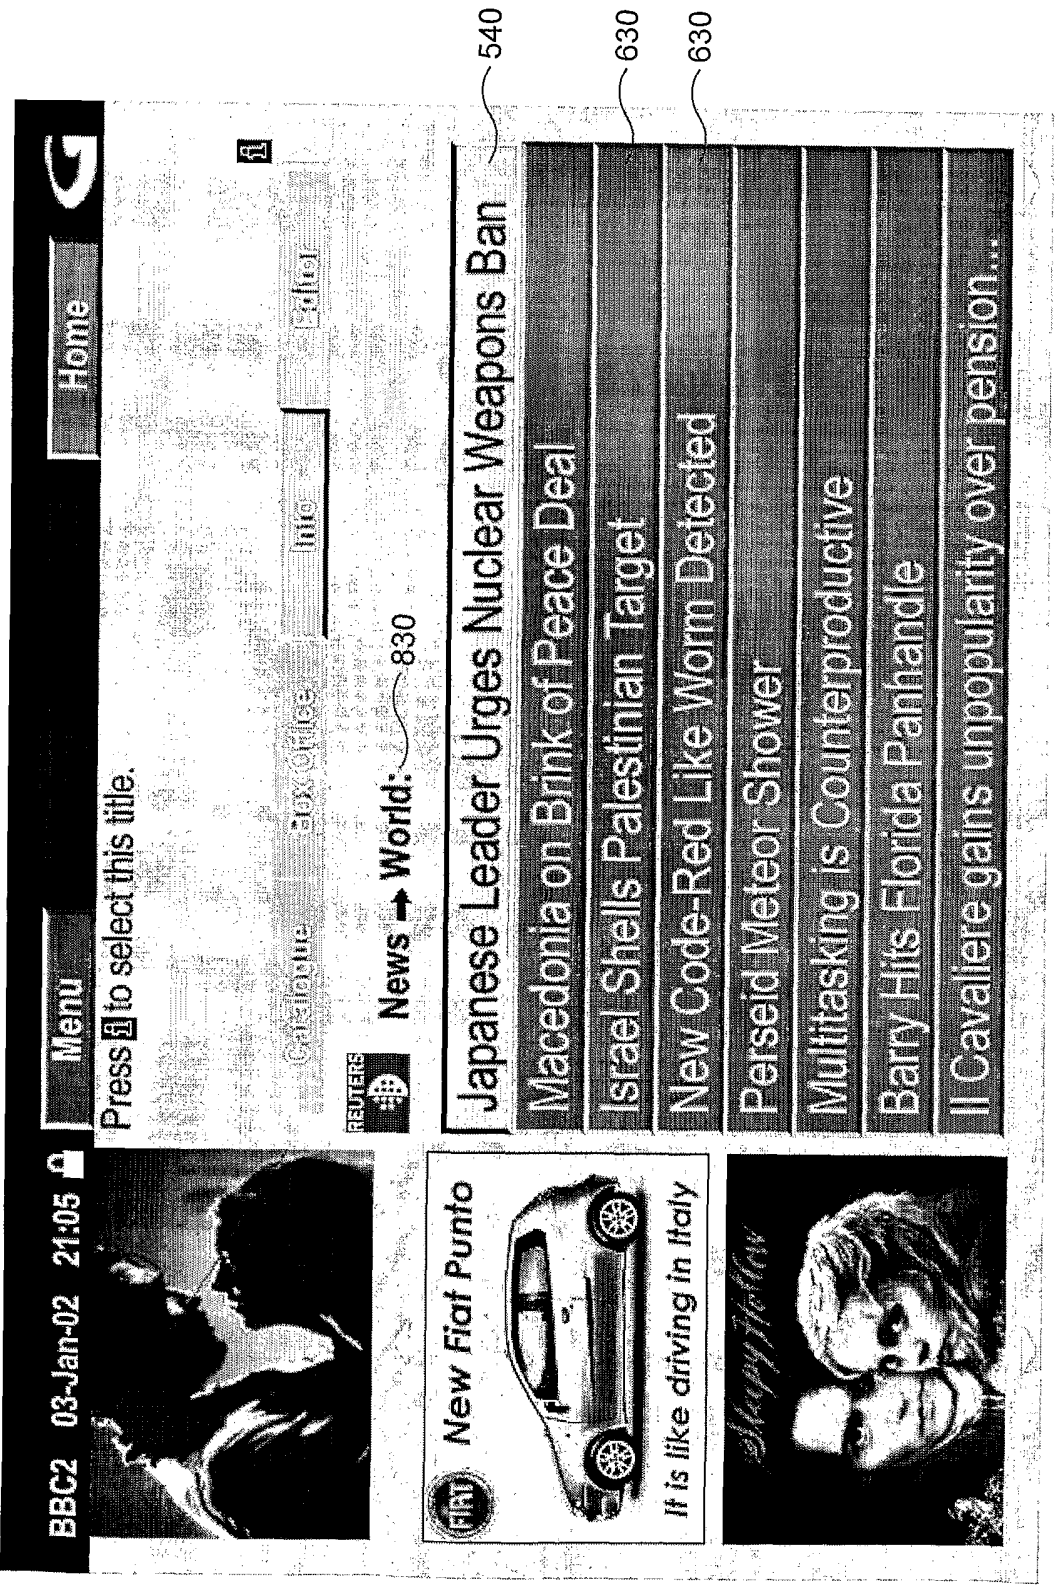 BBC2 03-Jan-02 21:05
Menu
Home
Press i to select this title.
i
Catalogue
Box Office
Info
Editor
REUTERS
News → World:
830
Japanese Leader Urges Nuclear Weapons Ban
540
Macedonia on Brink of Peace Deal
Israel Shells Palestinian Target
630
New Code-Red Like Worm Detected
630
Perseid Meteor Shower
Multitasking is Counterproductive
Barry Hits Florida Panhandle
Il Cavaliere gains unpopularity over pension...
FIAT
New Fiat Punto
It is like driving in Italy
Sleepy Hollow